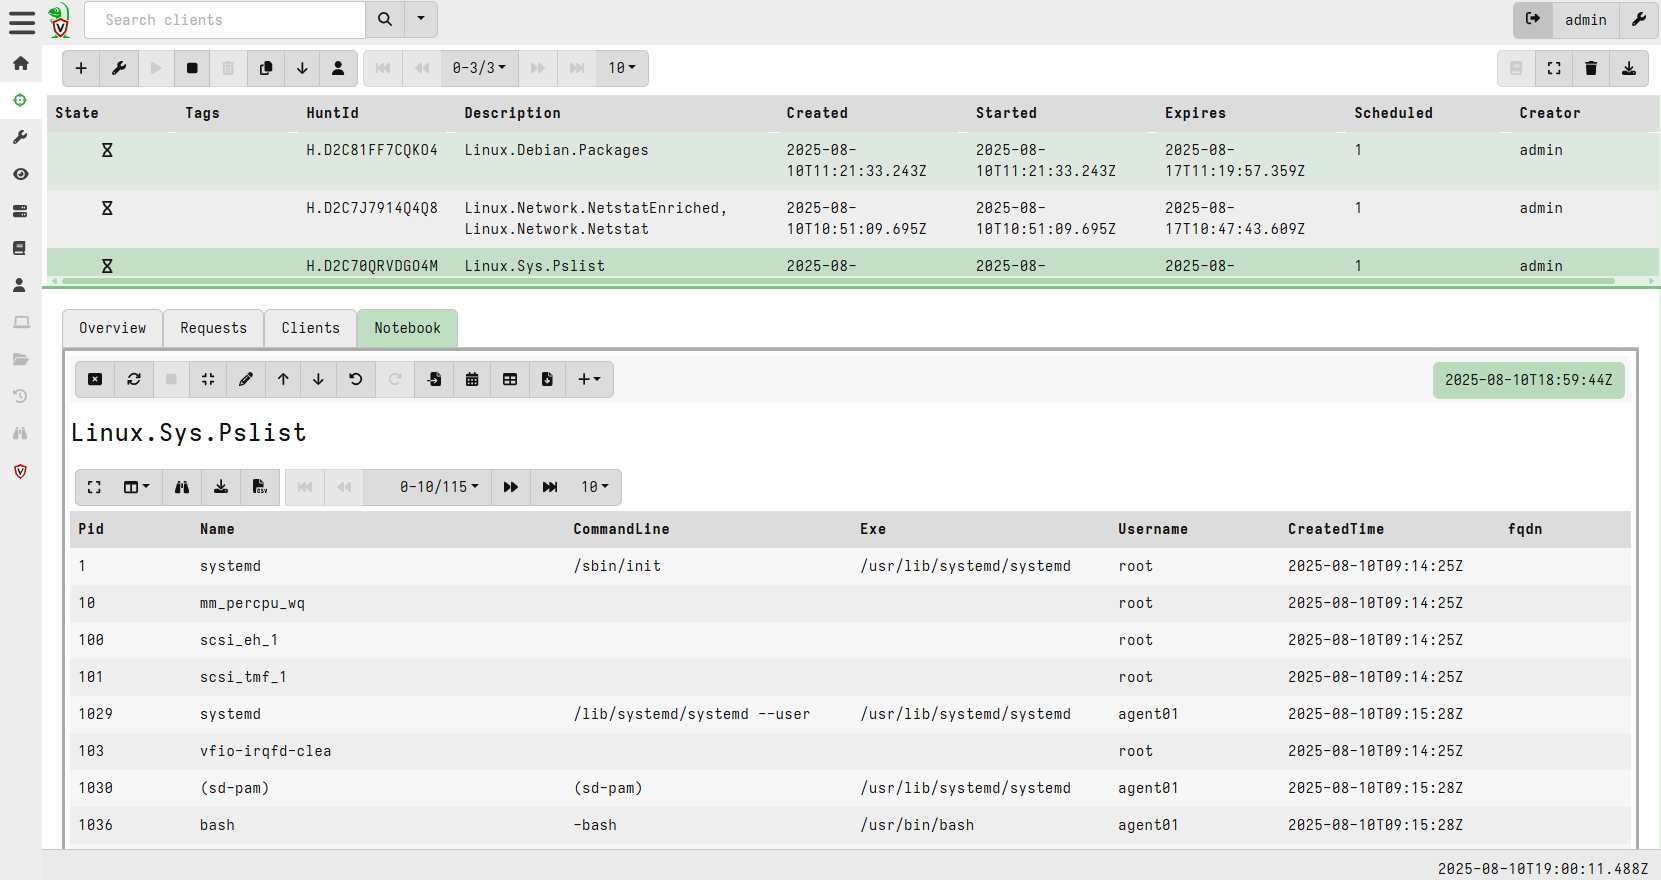 Search clients
admin
0-3/3
10
State Tags HuntId Description Created Started Expires Scheduled Creator
H.D2C81FF7CQKO4 Linux.Debian.Packages 2025-08- 2025-08- 2025-08- 1 admin
10T11:21:33.243Z 10T11:21:33.243Z 17T11:19:57.359Z
H.D2C7J7914Q4Q8 Linux.Network.NetstatEnriched, 2025-08- 2025-08- 2025-08- 1 admin
Linux.Network.Netstat 10T10:51:09.695Z 10T10:51:09.695Z 17T10:47:43.609Z
H.D2C70QRVDGO4M Linux.Sys.Pslist 2025-08- 2025-08- 2025-08- 1 admin
Overview Requests Clients Notebook
2025-08-10T18:59:44Z
Linux.Sys.Pslist
CSV 0-10/115 10
Pid Name CommandLine Exe Username CreatedTime fqdn
1 systemd /sbin/init /usr/lib/systemd/systemd root 2025-08-10T09:14:25Z
10 mm_percpu_wq root 2025-08-10T09:14:25Z
100 scsi_eh_1 root 2025-08-10T09:14:25Z
101 scsi_tmf_1 root 2025-08-10T09:14:25Z
1029 systemd /lib/systemd/systemd --user /usr/lib/systemd/systemd agent01 2025-08-10T09:15:28Z
103 vfio-irqfd-clea root 2025-08-10T09:14:25Z
1030 (sd-pam) (sd-pam) /usr/lib/systemd/systemd agent01 2025-08-10T09:15:28Z
1036 bash -bash /usr/bin/bash agent01 2025-08-10T09:15:28Z
2025-08-10T19:00:11.488Z